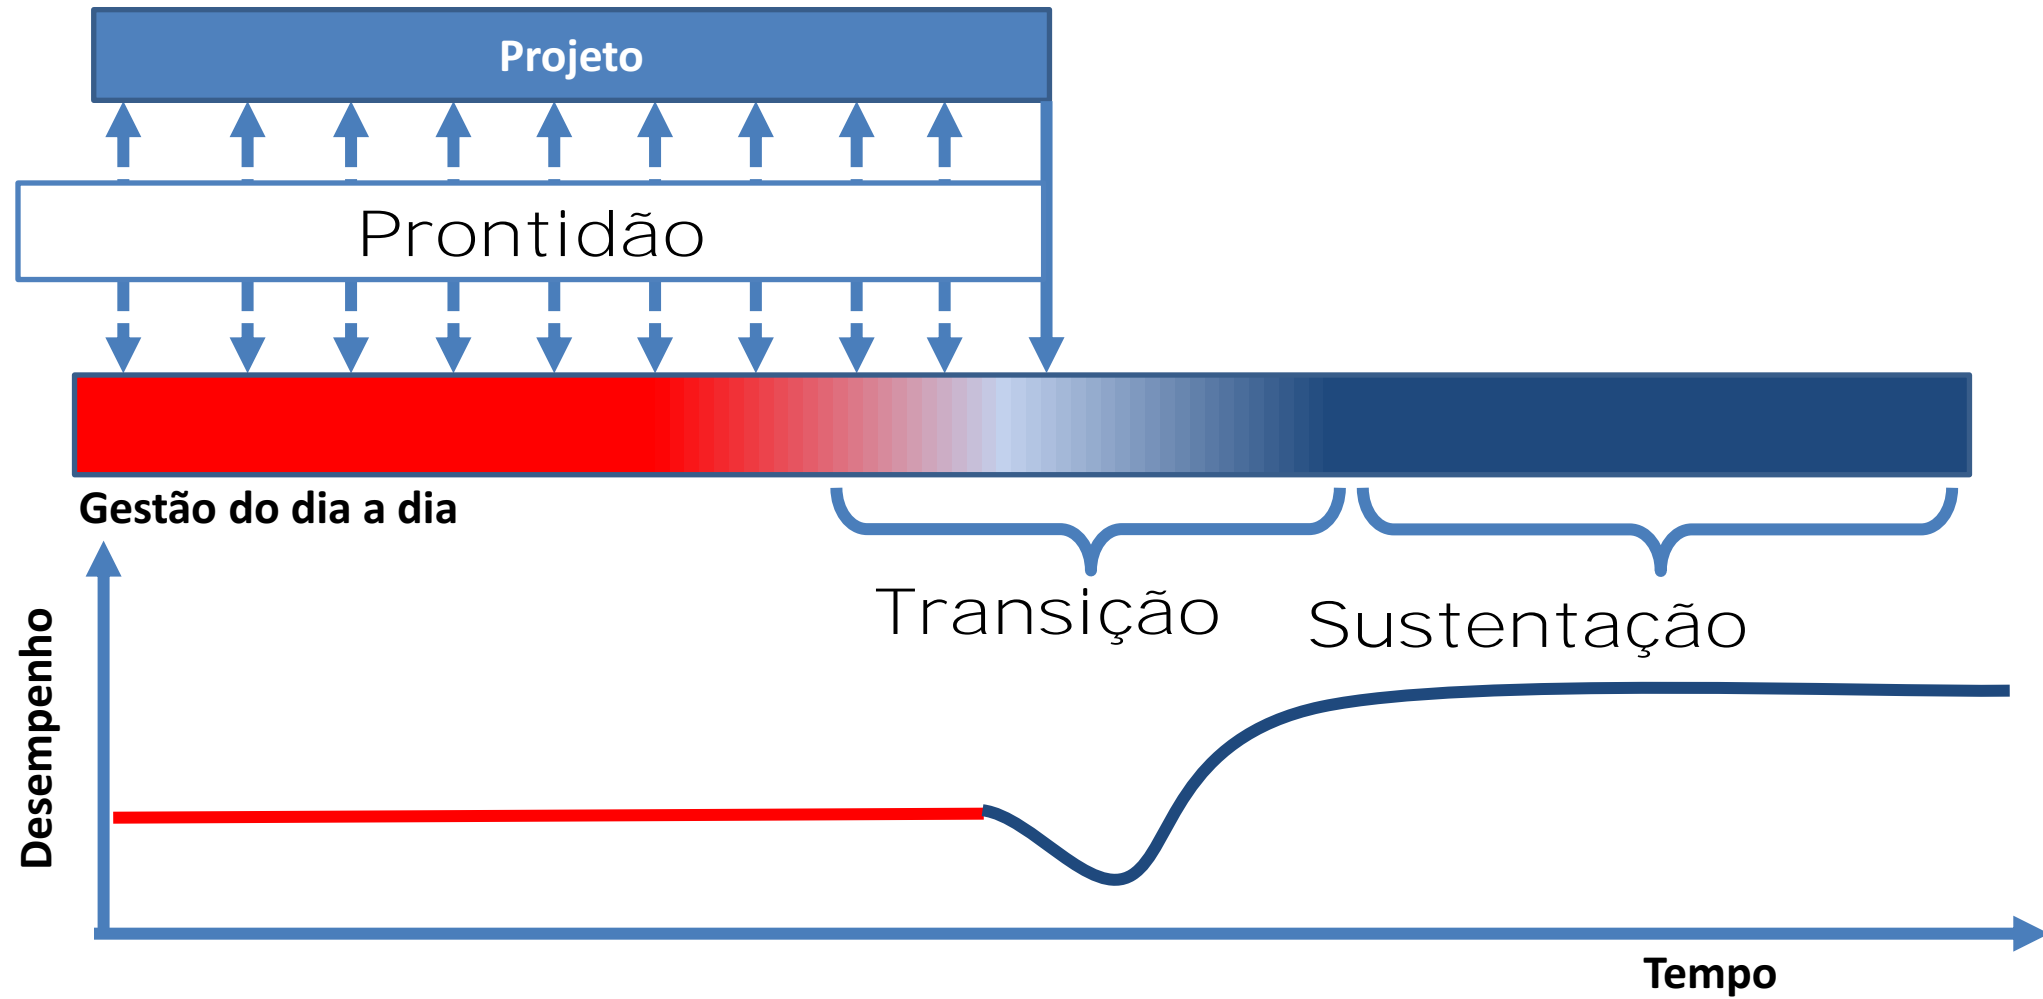 Projeto
Prontidão
Gestão do dia a dia
Transição
Sustentação
Desempenho
Tempo